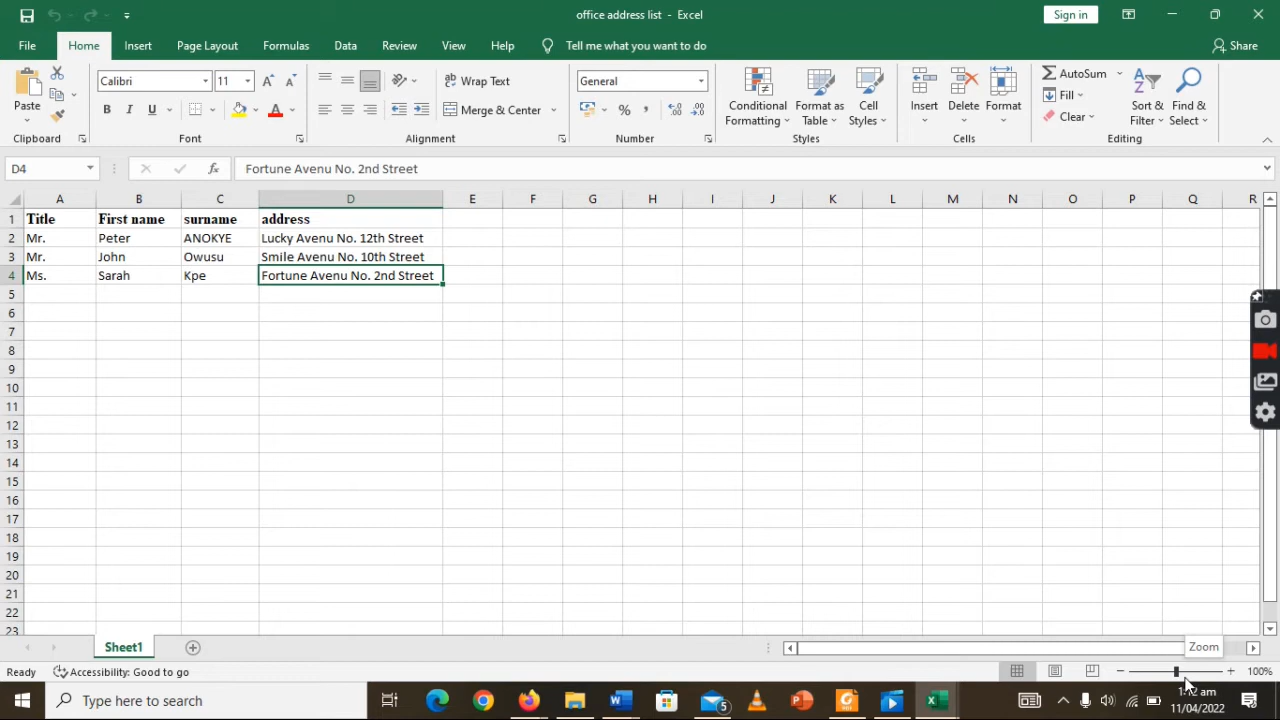 office address list - Excel
Sign in
File Home Insert Page Layout Formulas Data Review View Help Tell me what you want to do Share
Paste
Calibri 11 A A
Wrap Text
General
AutoSum
B I U A
Merge & Center
%
Conditional Formatting
Format as Table
Cell Styles
Insert Delete Format
Fill
Clear
Sort & Filter
Find & Select
Clipboard Font Alignment Number Styles Cells Editing
D4 fx Fortune Avenu No. 2nd Street
A B C D E F G H I J K L M N O P Q R
1 Title First name surname address
2 Mr. Peter ANOKYE Lucky Avenu No. 12th Street
3 Mr. John Owusu Smile Avenu No. 10th Street
4 Ms. Sarah Kpe Fortune Avenu No. 2nd Street
5
6
7
8
9
10
11
12
13
14
15
16
17
18
19
20
21
22
23
Sheet1
Zoom
Ready Accessibility: Good to go 100%
Type here to search
5
11/04/2022